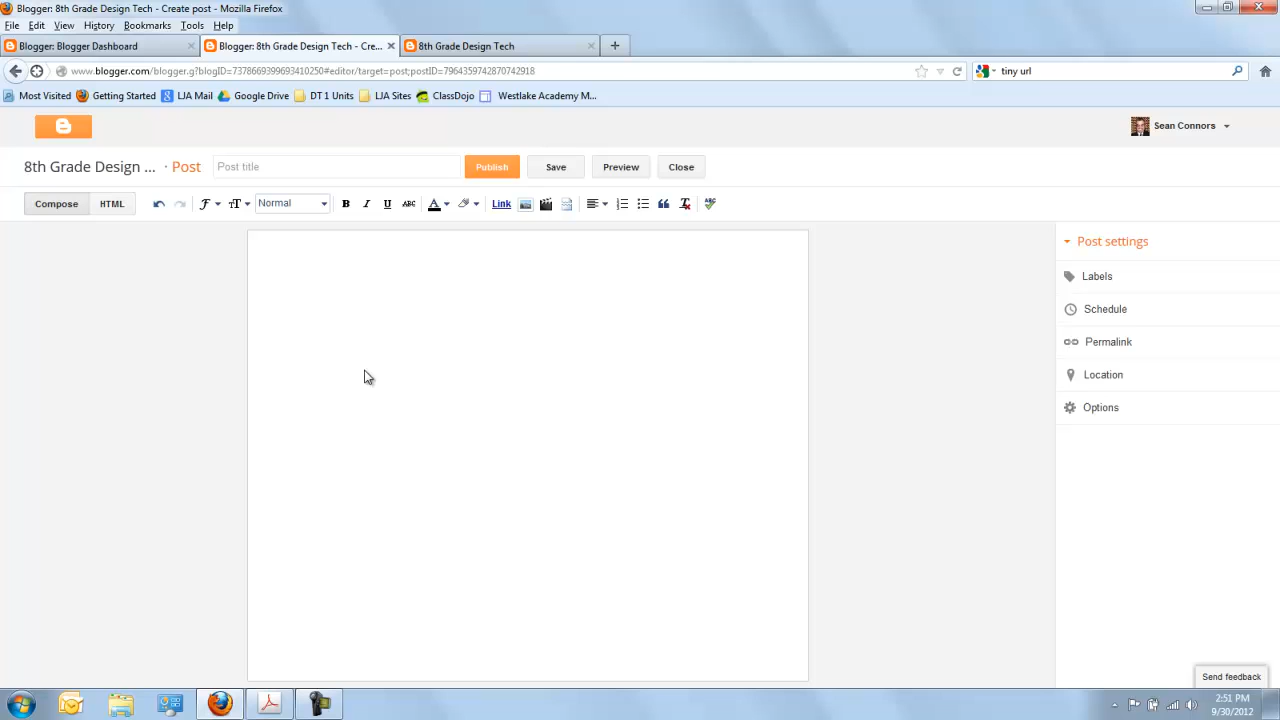 Blogger: 8th Grade Design Tech - Create post - Mozilla Firefox
File Edit View History Bookmarks Tools Help
Blogger: Blogger Dashboard × Blogger: 8th Grade Design Tech - Cre... × 8th Grade Design Tech × +
www.blogger.com/blogger.g?blogID=7378669399983410250#editor/target=post;postID=7964359742870742918 tiny url
Most Visited Getting Started LJA Mail Google Drive DT 1 Units LJA Sites ClassDojo Westlake Academy M...
Sean Connors
8th Grade Design ... · Post Post title Publish Save Preview Close
Compose HTML Normal B I U ABC A Link ABC
Post settings
Labels
Schedule
Permalink
Location
Options
Send feedback
2:51 PM
9/30/2012